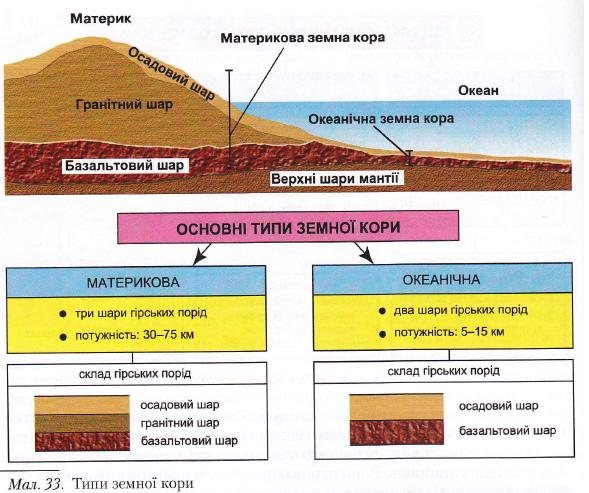 Материк
Материкова земна кора
Осадовий шар
Океан
Гранітний шар
Океанічна земна кора
Базальтовий шар
Верхні шари мантії
ОСНОВНІ ТИПИ ЗЕМНОЇ КОРИ
МАТЕРИКОВА
три шари гірських порід
потужність: 30–75 км
склад гірських порід
осадовий шар
гранітний шар
базальтовий шар
ОКЕАНІЧНА
два шари гірських порід
потужність: 5–15 км
склад гірських порід
осадовий шар
базальтовий шар
Мал. 33. Типи земної кори